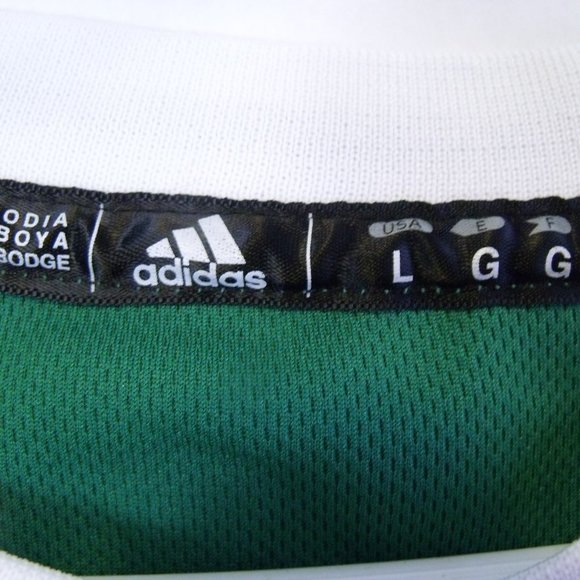 ODIA
BOYA
BODGE
adidas
USA E F
L G G